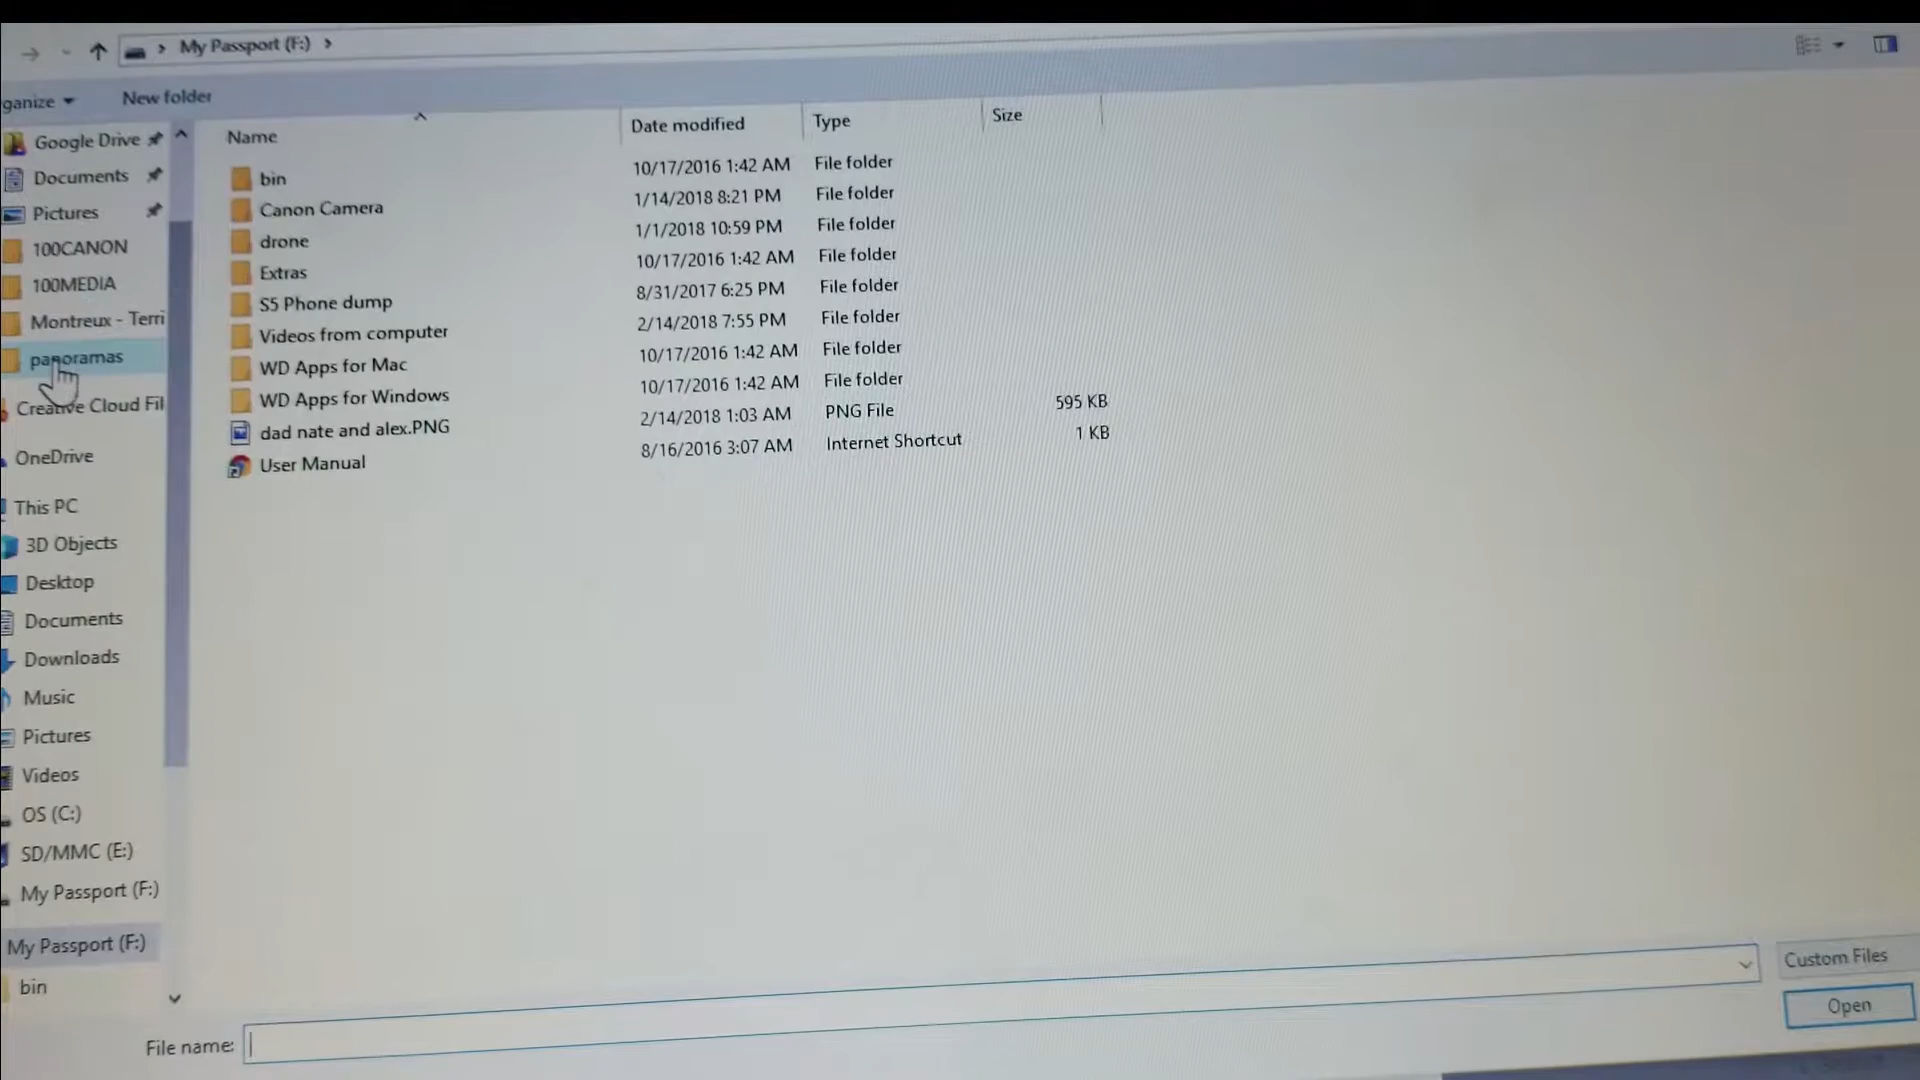 My Passport (F:)
ganize
New folder
Name
Date modified
Type
Size
Google Drive
Documents
Pictures
100CANON
100MEDIA
Montreux - Terri
panoramas
Creative Cloud Fil
OneDrive
This PC
3D Objects
Desktop
Documents
Downloads
Music
Pictures
Videos
OS (C:)
SD/MMC (E:)
My Passport (F:)
My Passport (F:)
bin
bin 10/17/2016 1:42 AM File folder
Canon Camera 1/14/2018 8:21 PM File folder
drone 1/1/2018 10:59 PM File folder
Extras 10/17/2016 1:42 AM File folder
S5 Phone dump 8/31/2017 6:25 PM File folder
Videos from computer 2/14/2018 7:55 PM File folder
WD Apps for Mac 10/17/2016 1:42 AM File folder
WD Apps for Windows 10/17/2016 1:42 AM File folder
dad nate and alex.PNG 2/14/2018 1:03 AM PNG File 595 KB
User Manual 8/16/2016 3:07 AM Internet Shortcut 1 KB
File name:
Custom Files
Open